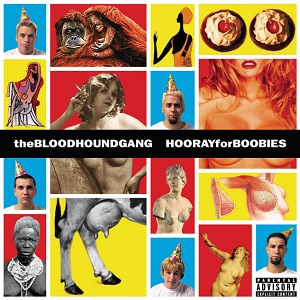 theBLOODHOUNDGANG HOORAYforBOOBIES
PARENTAL
ADVISORY
EXPLICIT CONTENT